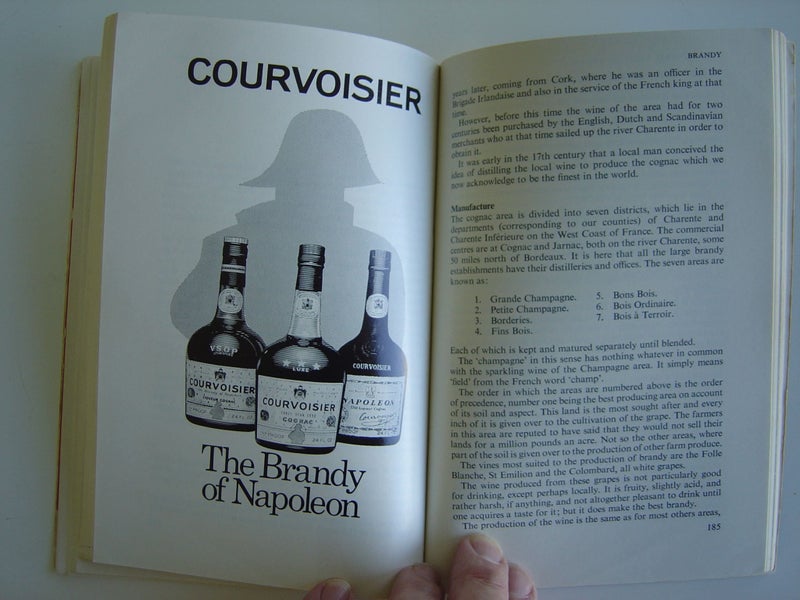 COURVOISIER
VSOP
COURVOISIER
LIQUEUR COGNAC
24 FL OZ
LUXE
COURVOISIER
COGNAC
70° PROOF
24 FL OZ
COURVOISIER
NAPOLEON
The Brandy
of Napoleon
BRANDY
years later, coming from Cork, where he was an officer in the
Brigade Irlandaise and also in the service of the French king at that
time.
However, before this time the wine of the area had for two
centuries been purchased by the English, Dutch and Scandinavian
merchants who at that time sailed up the river Charente in order to
obtain it.
It was early in the 17th century that a local man conceived the
idea of distilling the local wine to produce the cognac which we
now acknowledge to be the finest in the world.
Manufacture
The cognac area is divided into seven districts, which lie in the
departments (corresponding to our counties) of Charente and
Charente Inférieure on the West Coast of France. The commercial
centres are at Cognac and Jarnac, both on the river Charente, some
50 miles north of Bordeaux. It is here that all the large brandy
establishments have their distilleries and offices. The seven areas are
known as:
1. Grande Champagne.
2. Petite Champagne.
3. Borderies.
4. Fins Bois.
5. Bons Bois.
6. Bois Ordinaire.
7. Bois à Terroir.
Each of which is kept and matured separately until blended.
The 'champagne' in this sense has nothing whatever in common
with the sparkling wine of the Champagne area. It simply means
'field' from the French word 'champ'.
The order in which the areas are numbered above is the order
of precedence, number one being the best producing area on account
of its soil and aspect. This land is the most sought after and every
inch of it is given over to the cultivation of the grape. The farmers
in this area are reputed to have said that they would not sell their
lands for a million pounds an acre. Not so the other areas, where
part of the soil is given over to the production of other farm produce.
The vines most suited to the production of brandy are the Folle
Blanche, St Emilion and the Colombard, all white grapes.
The wine produced from these grapes is not particularly good
for drinking, except perhaps locally. It is fruity, slightly acid, and
rather harsh, if anything, and not altogether pleasant to drink until
one acquires a taste for it; but it does make the best brandy.
The production of the wine is the same as for most others areas,
185